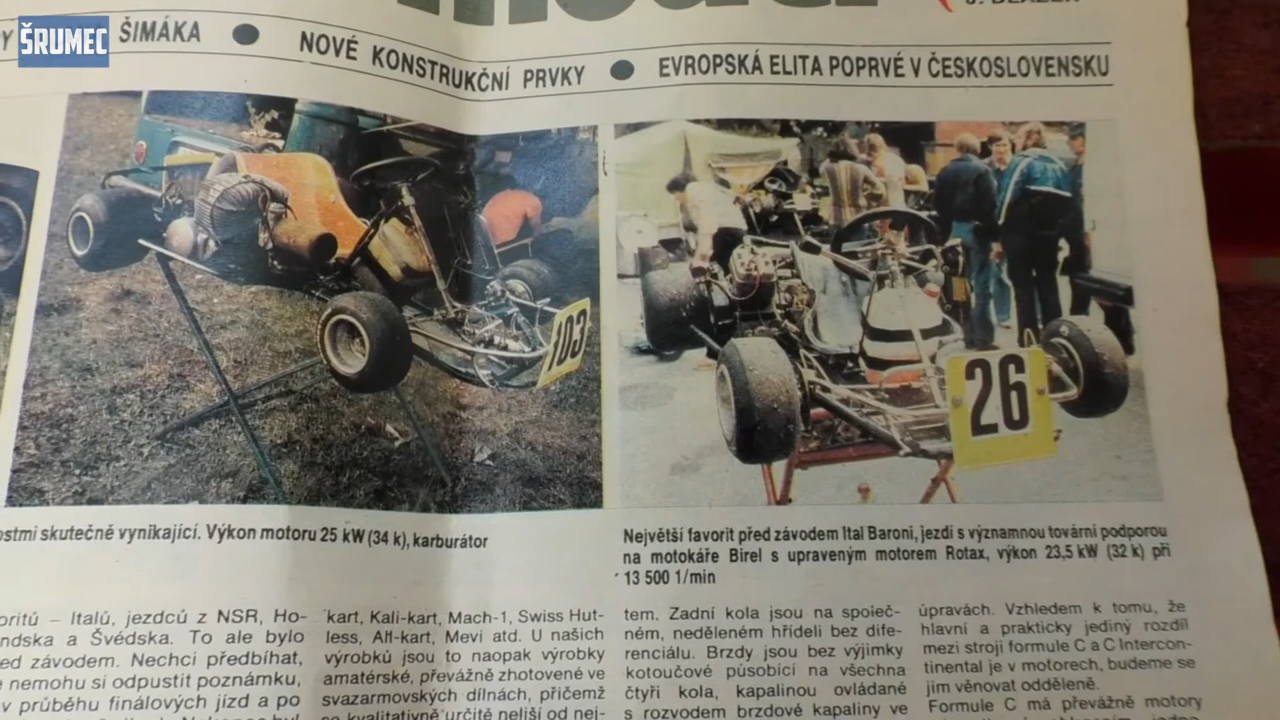 ŠRUMEC
ŠIMÁKA ● NOVÉ KONSTRUKČNÍ PRVKY ● EVROPSKÁ ELITA POPRVÉ V ČESKOSLOVENSKU
103
26
skutečně vynikající. Výkon motoru 25 kW (34 k), karburátor
Největší favorit před závodem Ital Baroni, jezdí s významnou tovární podporou
na motokáře Birel s upraveným motorem Rotax, výkon 23,5 kW (32 k) při
13 500 1/min
– Italů, jezdců z NSR, Ho-
a Švédska. To ale bylo
závodem. Nechci předbíhat,
nemohu si odpustit poznámku,
v průběhu finálových jízd a po
kart, Kali-kart, Mach-1, Swiss Hut-
less, All-kart, Mevi atd. U našich
výrobků jsou to naopak výrobky
amatérské, převážně zhotovené ve
svazarmovských dílnách, přičemž
se kvalitativně určitě neliší od nej-
tem. Zadní kola jsou na společ-
ném, neděleném hřídeli bez dife-
renciálu. Brzdy jsou bez výjimky
kotoučové působící na všechna
čtyři kola, kapalinou ovládané
s rozvodem brzdové kapaliny ve
úpravách. Vzhledem k tomu, že
hlavní a prakticky jediný rozdíl
mezi stroji formule C a C Intercon-
tinental je v motorech, budeme se
jim věnovat odděleně.
Formule C má převážně motory